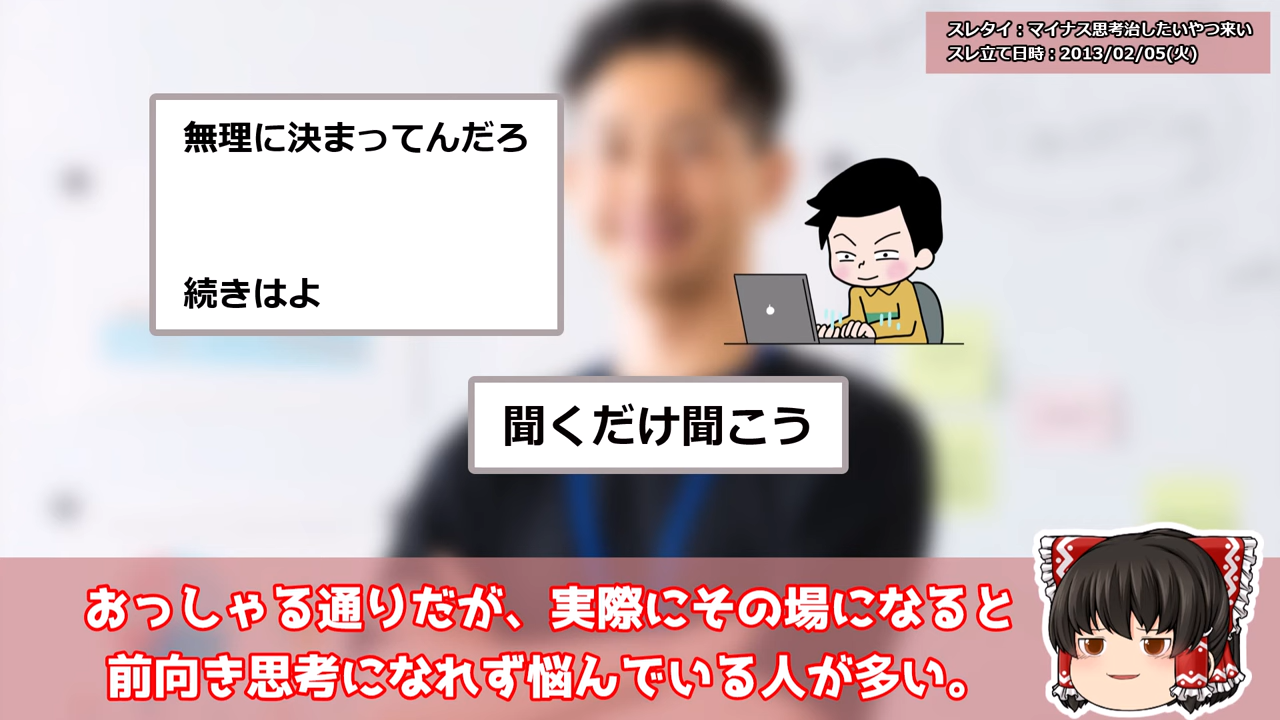 スレタイ：マイナス思考治したいやつ来い
スレ立て日時：2013/02/05(火)
無理に決まってんだろ
続きはよ
聞くだけ聞こう
おっしゃる通りだが、実際にその場になると
前向き思考になれず悩んでいる人が多い。